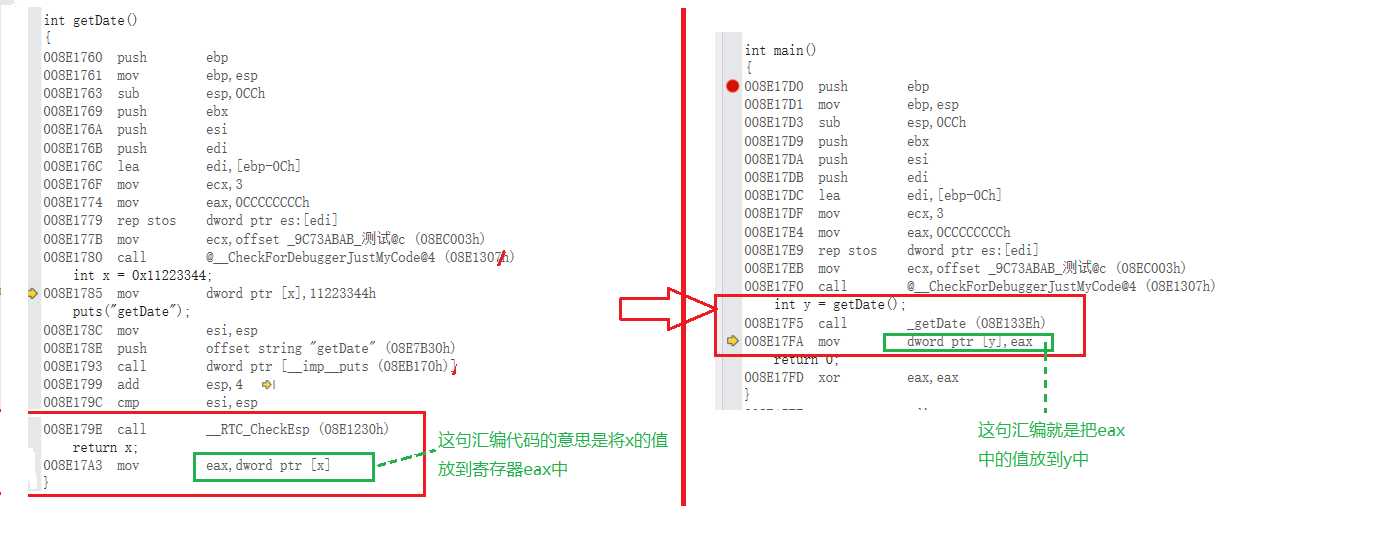 int getDate()
{
008E1760 push ebp
008E1761 mov ebp,esp
008E1763 sub esp,0CCh
008E1769 push ebx
008E176A push esi
008E176B push edi
008E176C lea edi,[ebp-0Ch]
008E176F mov ecx,3
008E1774 mov eax,0CCCCCCCCh
008E1779 rep stos dword ptr es:[edi]
008E177B mov ecx,offset _9C73ABAB_测试@c (08EC003h)
008E1780 call @__CheckForDebuggerJustMyCode@4 (08E1307h)
int x = 0x11223344;
008E1785 mov dword ptr [x],11223344h
puts("getDate");
008E178C mov esi,esp
008E178E push offset string "getDate" (08E7B30h)
008E1793 call dword ptr [__imp__puts (08EB170h)]
008E1799 add esp,4
008E179C cmp esi,esp
008E179E call __RTC_CheckEsp (08E1230h)
return x;
008E17A3 mov eax,dword ptr [x]
}
这句汇编代码的意思是将x的值
放到寄存器eax中
int main()
{
008E17D0 push ebp
008E17D1 mov ebp,esp
008E17D3 sub esp,0CCh
008E17D9 push ebx
008E17DA push esi
008E17DB push edi
008E17DC lea edi,[ebp-0Ch]
008E17DF mov ecx,3
008E17E4 mov eax,0CCCCCCCCh
008E17E9 rep stos dword ptr es:[edi]
008E17EB mov ecx,offset _9C73ABAB_测试@c (08EC003h)
008E17F0 call @__CheckForDebuggerJustMyCode@4 (08E1307h)
int y = getDate();
008E17F5 call _getDate (08E133Eh)
008E17FA mov dword ptr [y],eax
return 0;
008E17FD xor eax,eax
}
这句汇编就是把eax
中的值放到y中